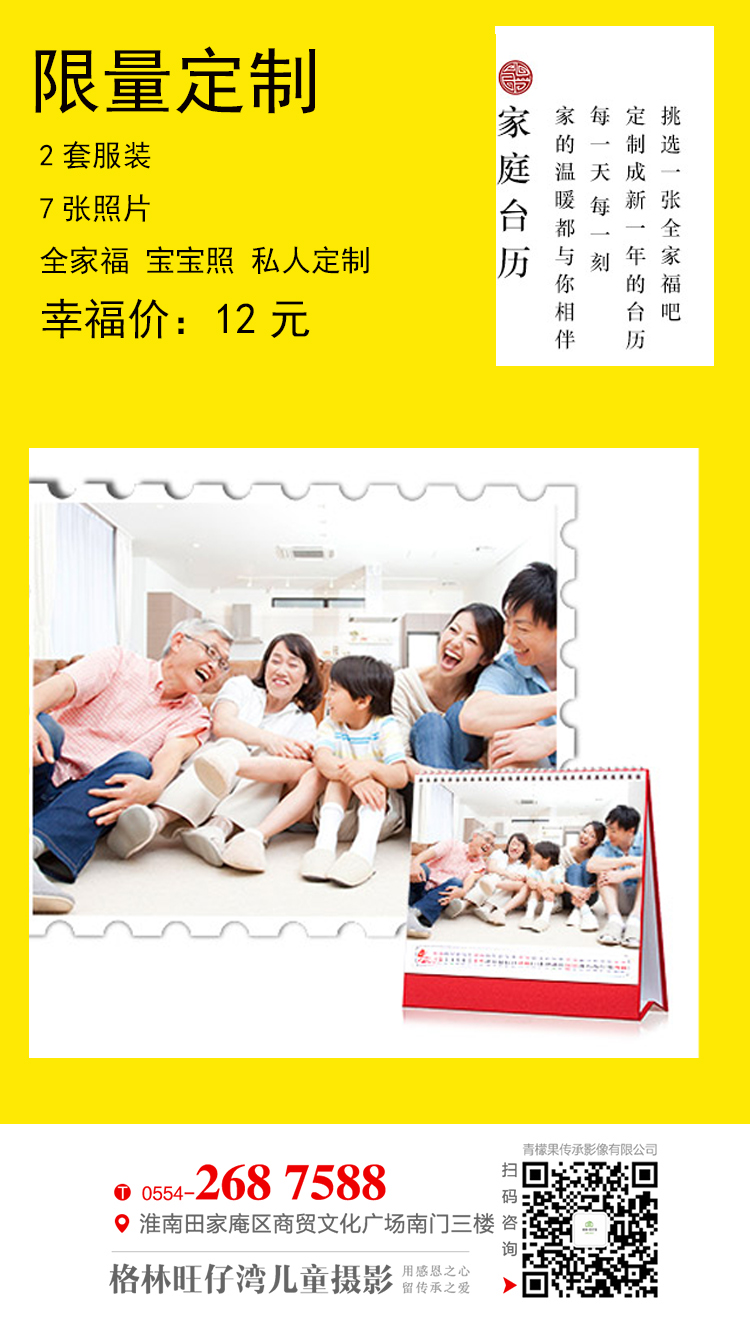 限量定制
2 套服装
7 张照片
全家福 宝宝照 私人定制
幸福价：12 元
挑选一张全家福吧
定制成新一年的台历
每一天 每一刻
家的温暖都与你相伴
家庭台历
青檬果传承影像有限公司
扫码咨询
T 0554-268 7588
淮南田家庵区商贸文化广场南门三楼
格林旺仔湾儿童摄影
用感恩之心
留传承之爱